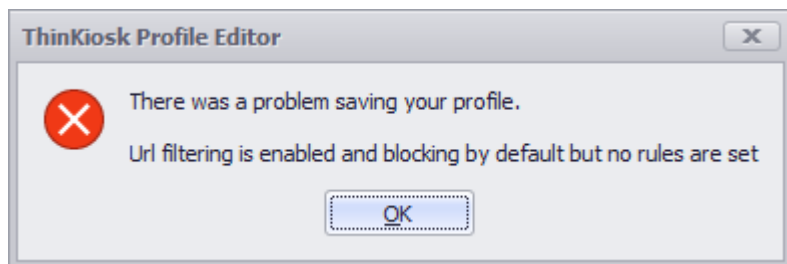 ThinKiosk Profile Editor
There was a problem saving your profile.
Url filtering is enabled and blocking by default but no rules are set
OK